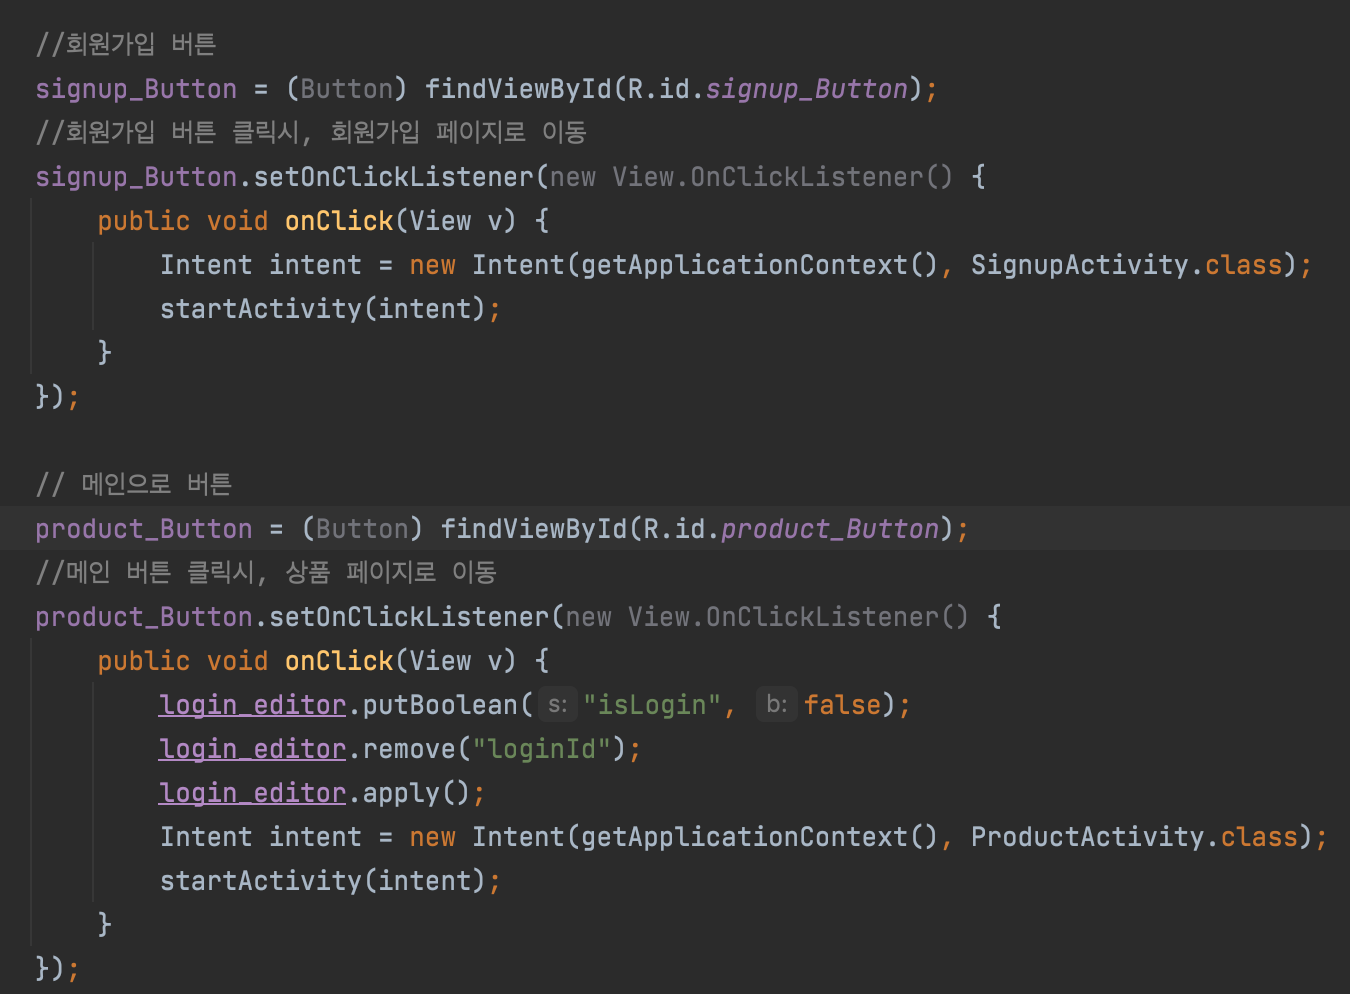 //회원가입 버튼
signup_Button = (Button) findViewById(R.id.signup_Button);
//회원가입 버튼 클릭시, 회원가입 페이지로 이동
signup_Button.setOnClickListener(new View.OnClickListener() {
    public void onClick(View v) {
        Intent intent = new Intent(getApplicationContext(), SignupActivity.class);
        startActivity(intent);
    }
});

// 메인으로 버튼
product_Button = (Button) findViewById(R.id.product_Button);
//메인 버튼 클릭시, 상품 페이지로 이동
product_Button.setOnClickListener(new View.OnClickListener() {
    public void onClick(View v) {
        login_editor.putBoolean( s: "isLogin", b: false);
        login_editor.remove("loginId");
        login_editor.apply();
        Intent intent = new Intent(getApplicationContext(), ProductActivity.class);
        startActivity(intent);
    }
});